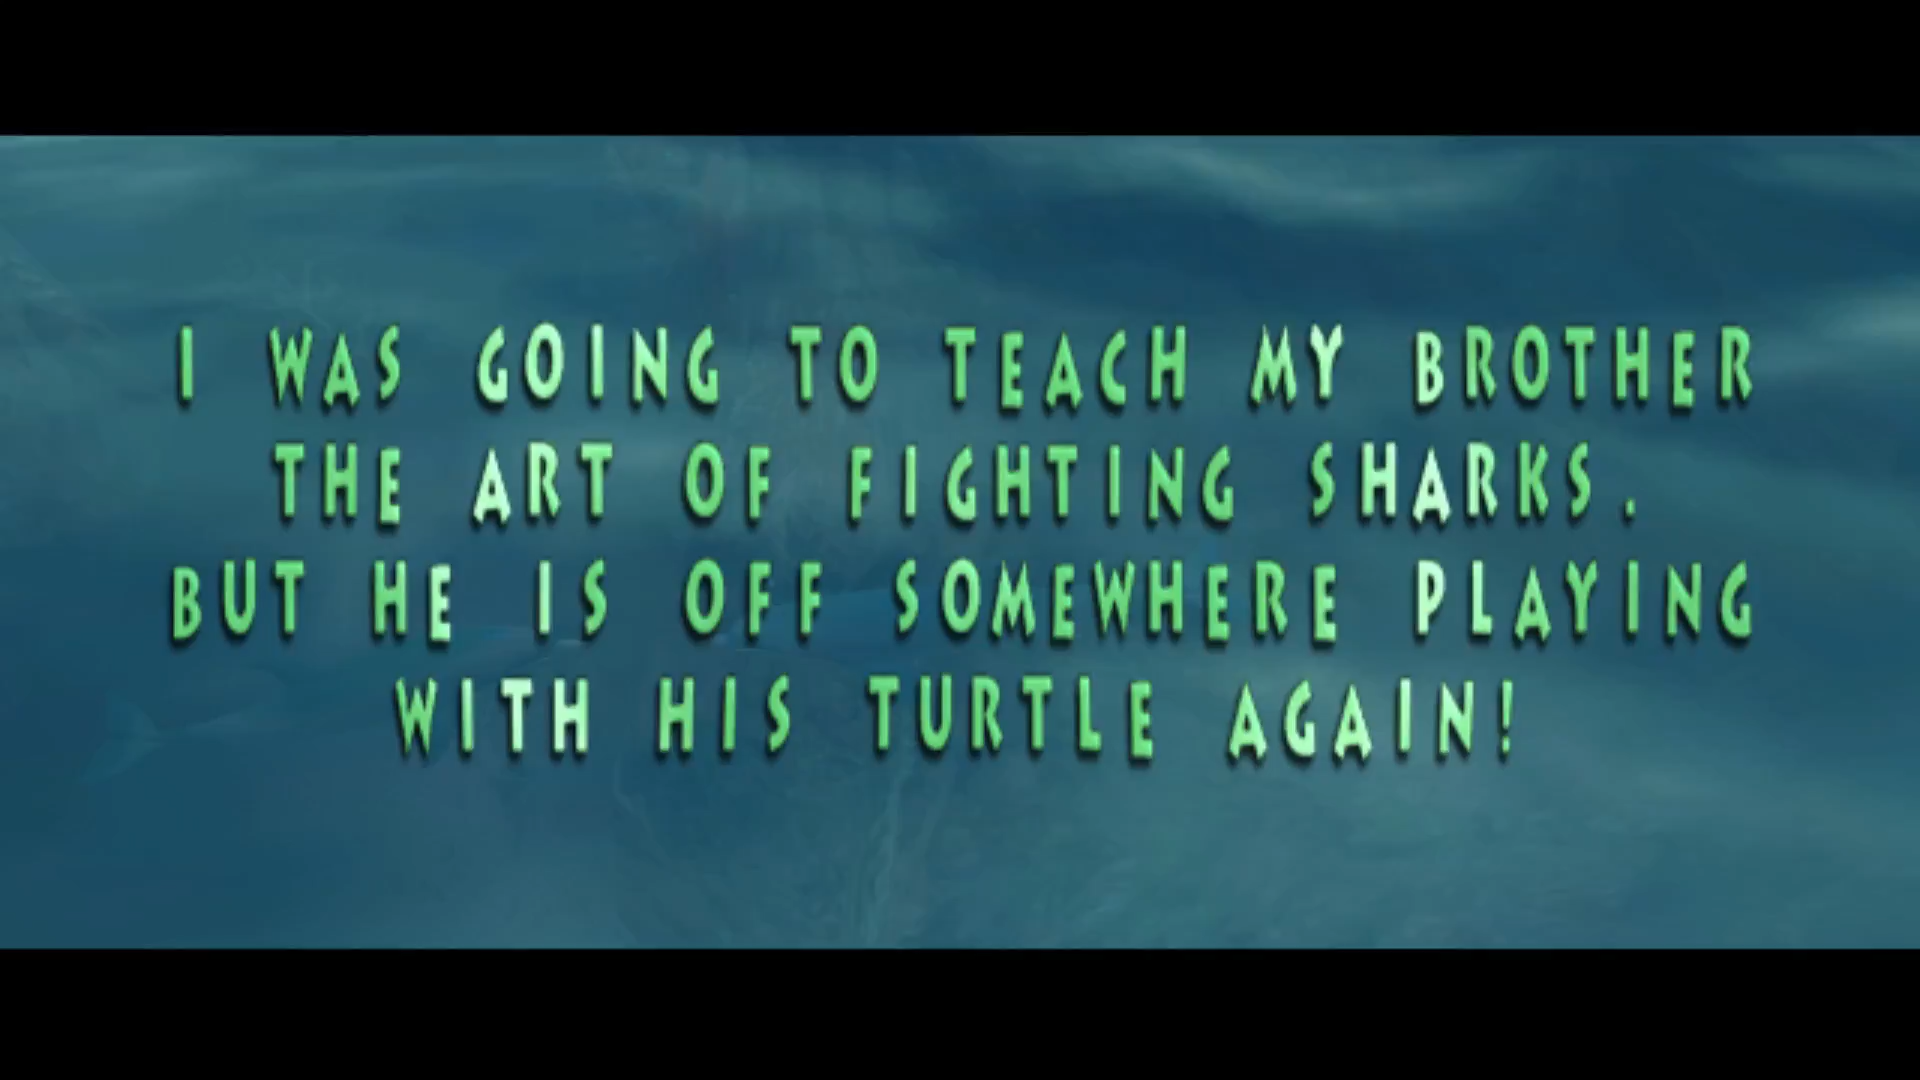 I WAS GOING TO TEACH MY BROTHER
THE ART OF FIGHTING SHARKS.
BUT HE IS OFF SOMEWHERE PLAYING
WITH HIS TURTLE AGAIN!